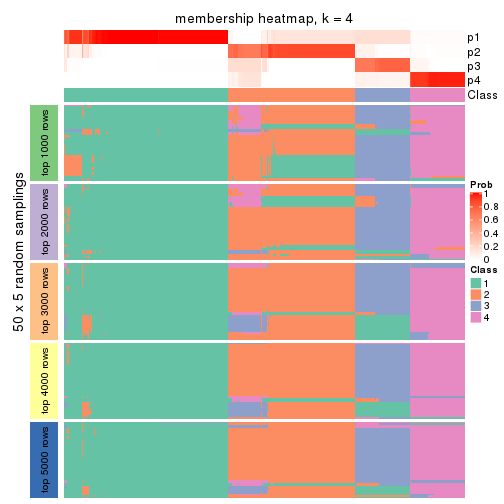 membership heatmap, k = 4
p1
p2
p3
p4
Class
50 x 5 random samplings
top 1000 rows
top 2000 rows
top 3000 rows
top 4000 rows
top 5000 rows
Prob
1
0.8
0.6
0.4
0.2
0
Class
1
2
3
4